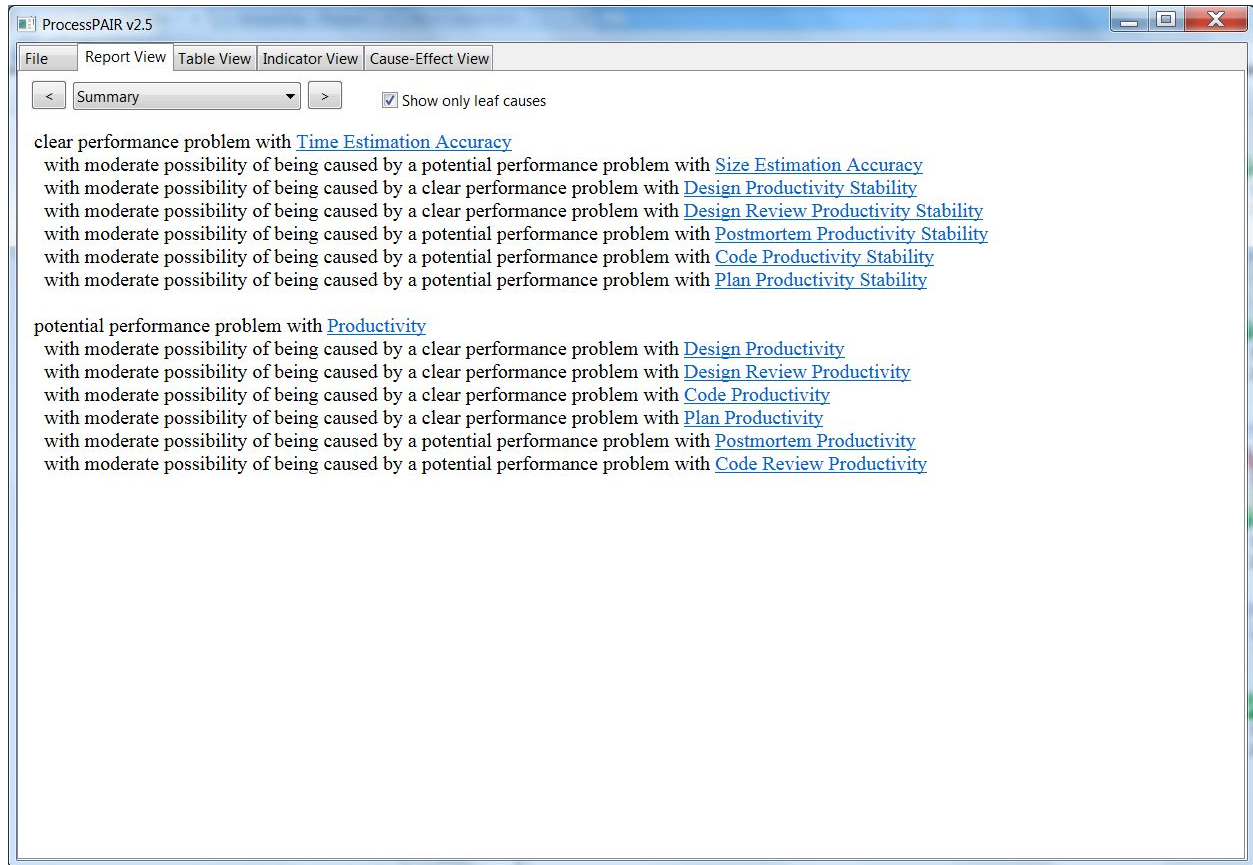 ProcessPAIR v2.5
File Report View Table View Indicator View Cause-Effect View
< Summary > Show only leaf causes
clear performance problem with Time Estimation Accuracy
with moderate possibility of being caused by a potential performance problem with Size Estimation Accuracy
with moderate possibility of being caused by a clear performance problem with Design Productivity Stability
with moderate possibility of being caused by a clear performance problem with Design Review Productivity Stability
with moderate possibility of being caused by a potential performance problem with Postmortem Productivity Stability
with moderate possibility of being caused by a potential performance problem with Code Productivity Stability
with moderate possibility of being caused by a potential performance problem with Plan Productivity Stability
potential performance problem with Productivity
with moderate possibility of being caused by a clear performance problem with Design Productivity
with moderate possibility of being caused by a clear performance problem with Design Review Productivity
with moderate possibility of being caused by a clear performance problem with Code Productivity
with moderate possibility of being caused by a clear performance problem with Plan Productivity
with moderate possibility of being caused by a potential performance problem with Postmortem Productivity
with moderate possibility of being caused by a potential performance problem with Code Review Productivity